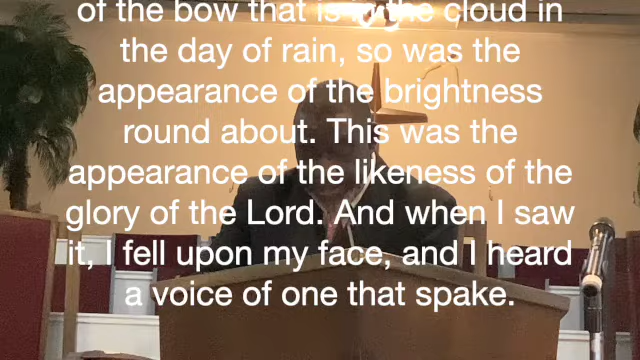 of the bow that is in the cloud in
the day of rain, so was the
appearance of the brightness
round about. This was the
appearance of the likeness of the
glory of the Lord. And when I saw
it, I fell upon my face, and I heard
a voice of one that spake.